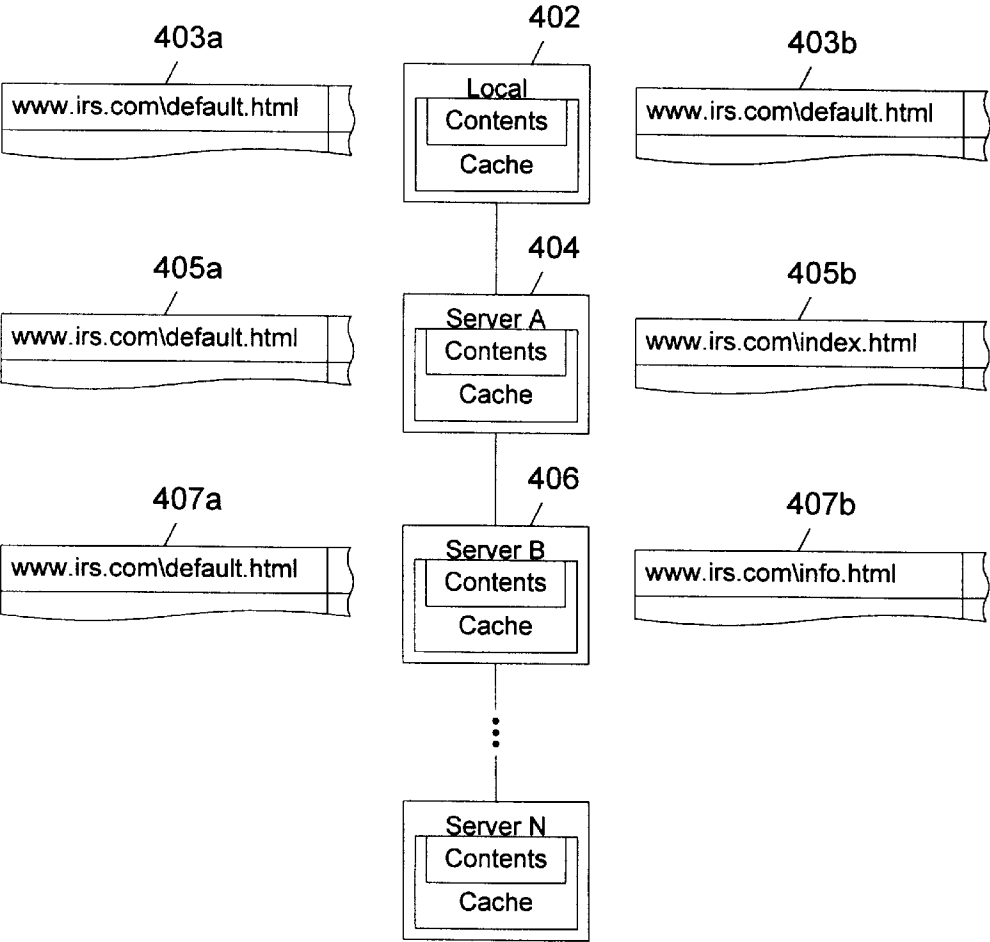 402
403a
403b
www.irs.com\default.html
Local
Contents
Cache
www.irs.com\default.html
404
405a
405b
www.irs.com\default.html
Server A
Contents
Cache
www.irs.com\index.html
406
407a
407b
www.irs.com\default.html
Server B
Contents
Cache
www.irs.com\info.html
Server N
Contents
Cache